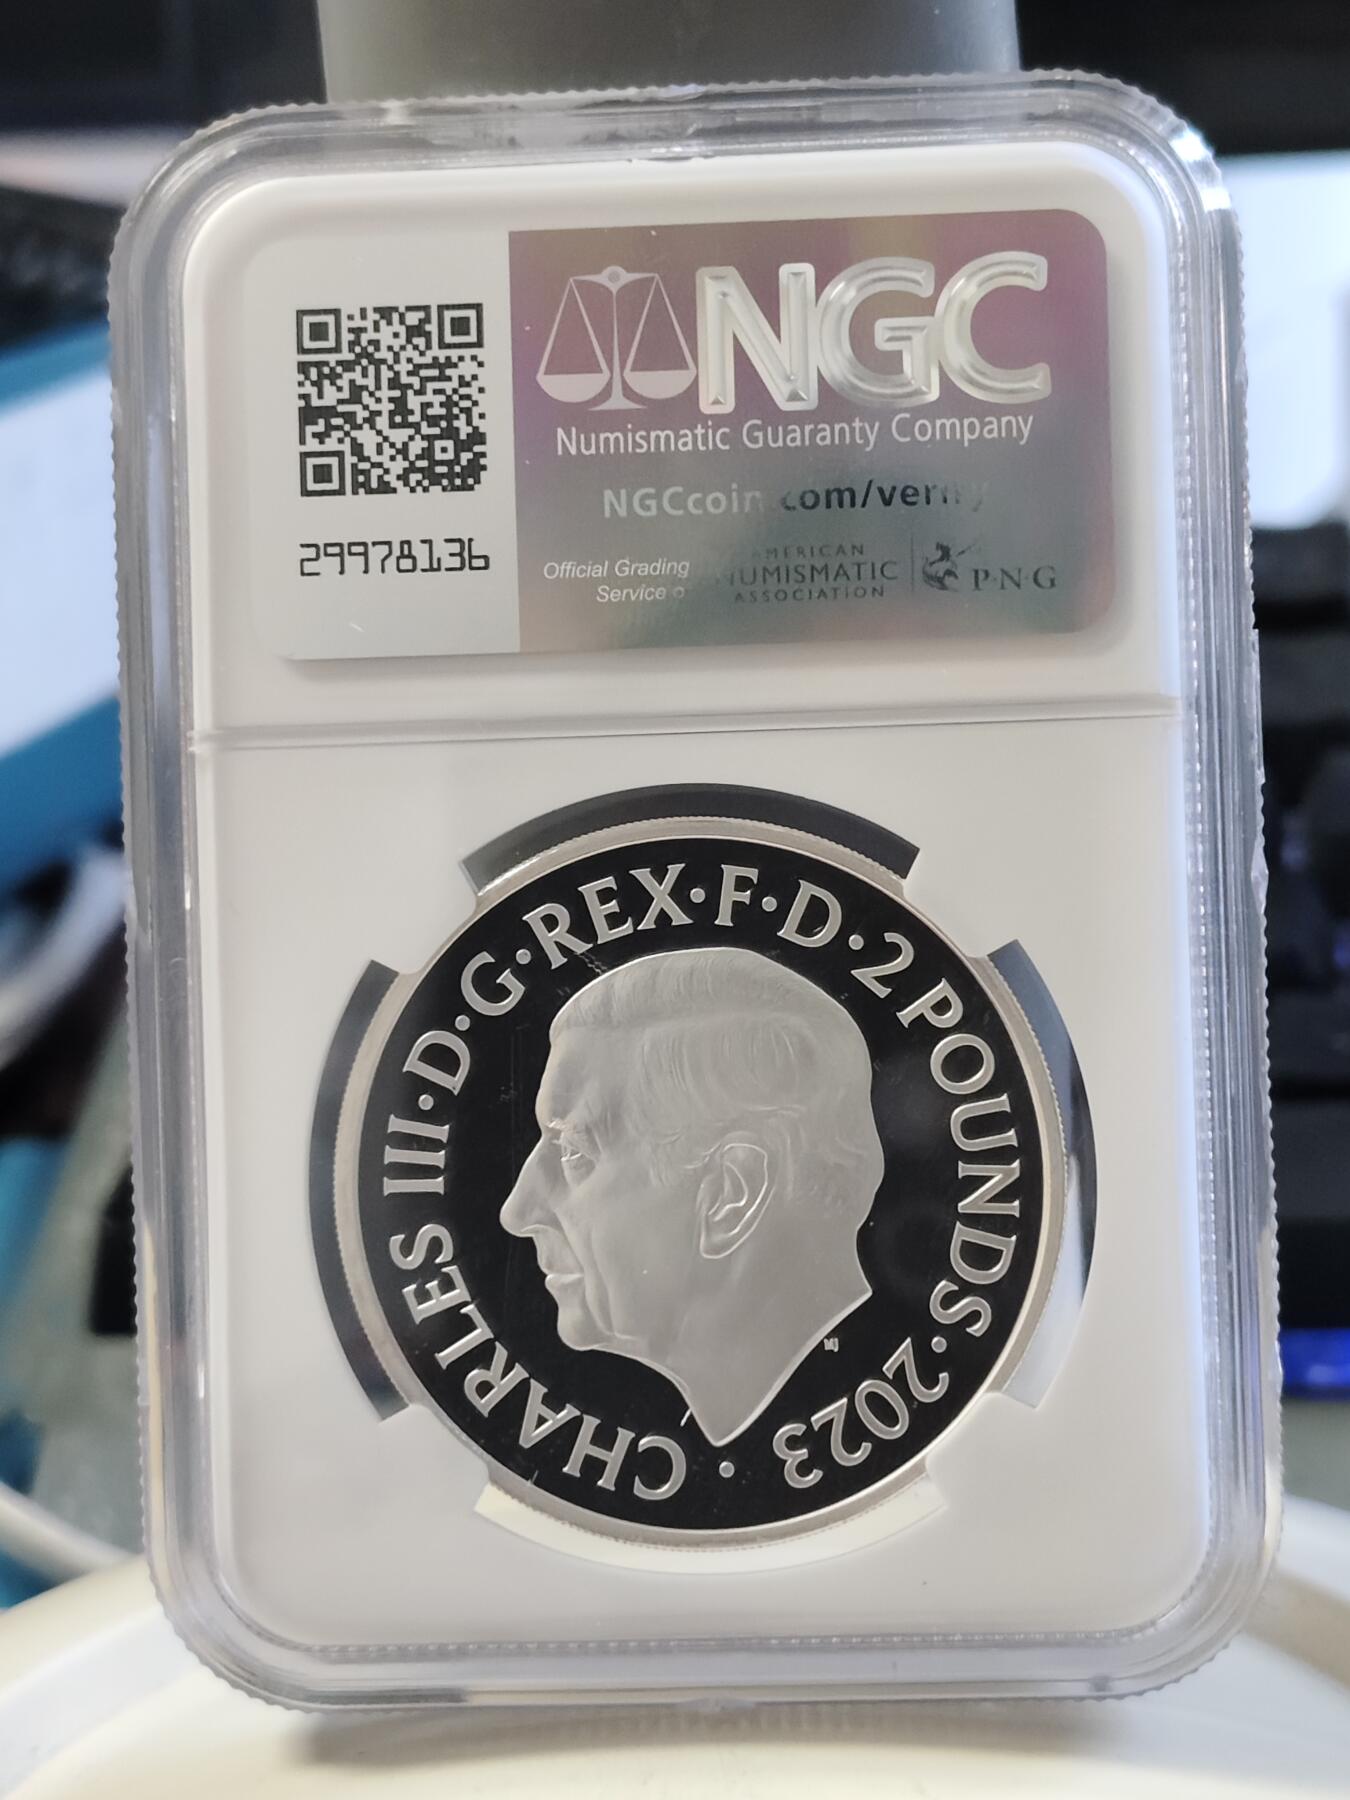 NGC
Numismatic Guaranty Company
NGCcoin.com/verify
29978136
Official Grading
Service of
AMERICAN
NUMISMATIC
ASSOCIATION
P·N·G
CHARLES III·D·G·REX·F·D·2 POUNDS·2023·
MJ